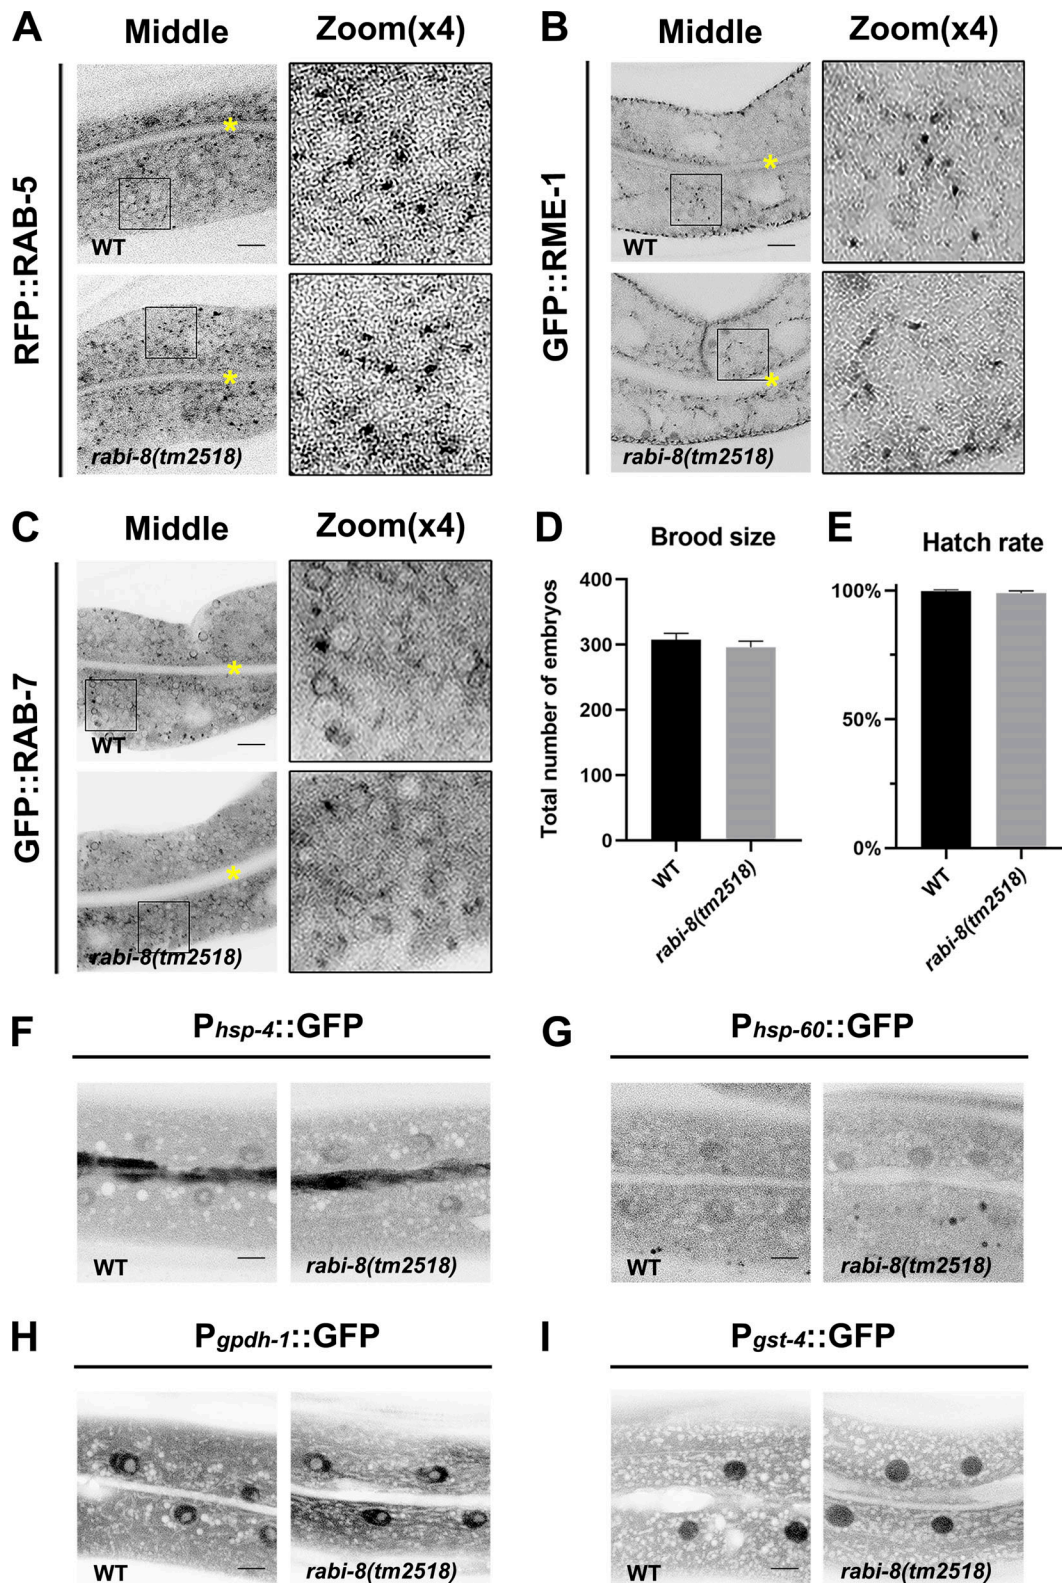 A
Middle
Zoom(x4)
RFP::RAB-5
WT
*
rabi-8(tm2518)
*
B
Middle
Zoom(x4)
GFP::RME-1
WT
*
rabi-8(tm2518)
*
C
Middle
Zoom(x4)
GFP::RAB-7
WT
*
rabi-8(tm2518)
*
D
Brood size
Total number of embryos
400
300
200
100
0
WT
rabi-8(tm2518)
E
Hatch rate
100%
50%
0%
WT
rabi-8(tm2518)
F
Phsp-4::GFP
WT
rabi-8(tm2518)
G
Phsp-60::GFP
WT
rabi-8(tm2518)
H
Pgpdh-1::GFP
WT
rabi-8(tm2518)
I
Pgst-4::GFP
WT
rabi-8(tm2518)